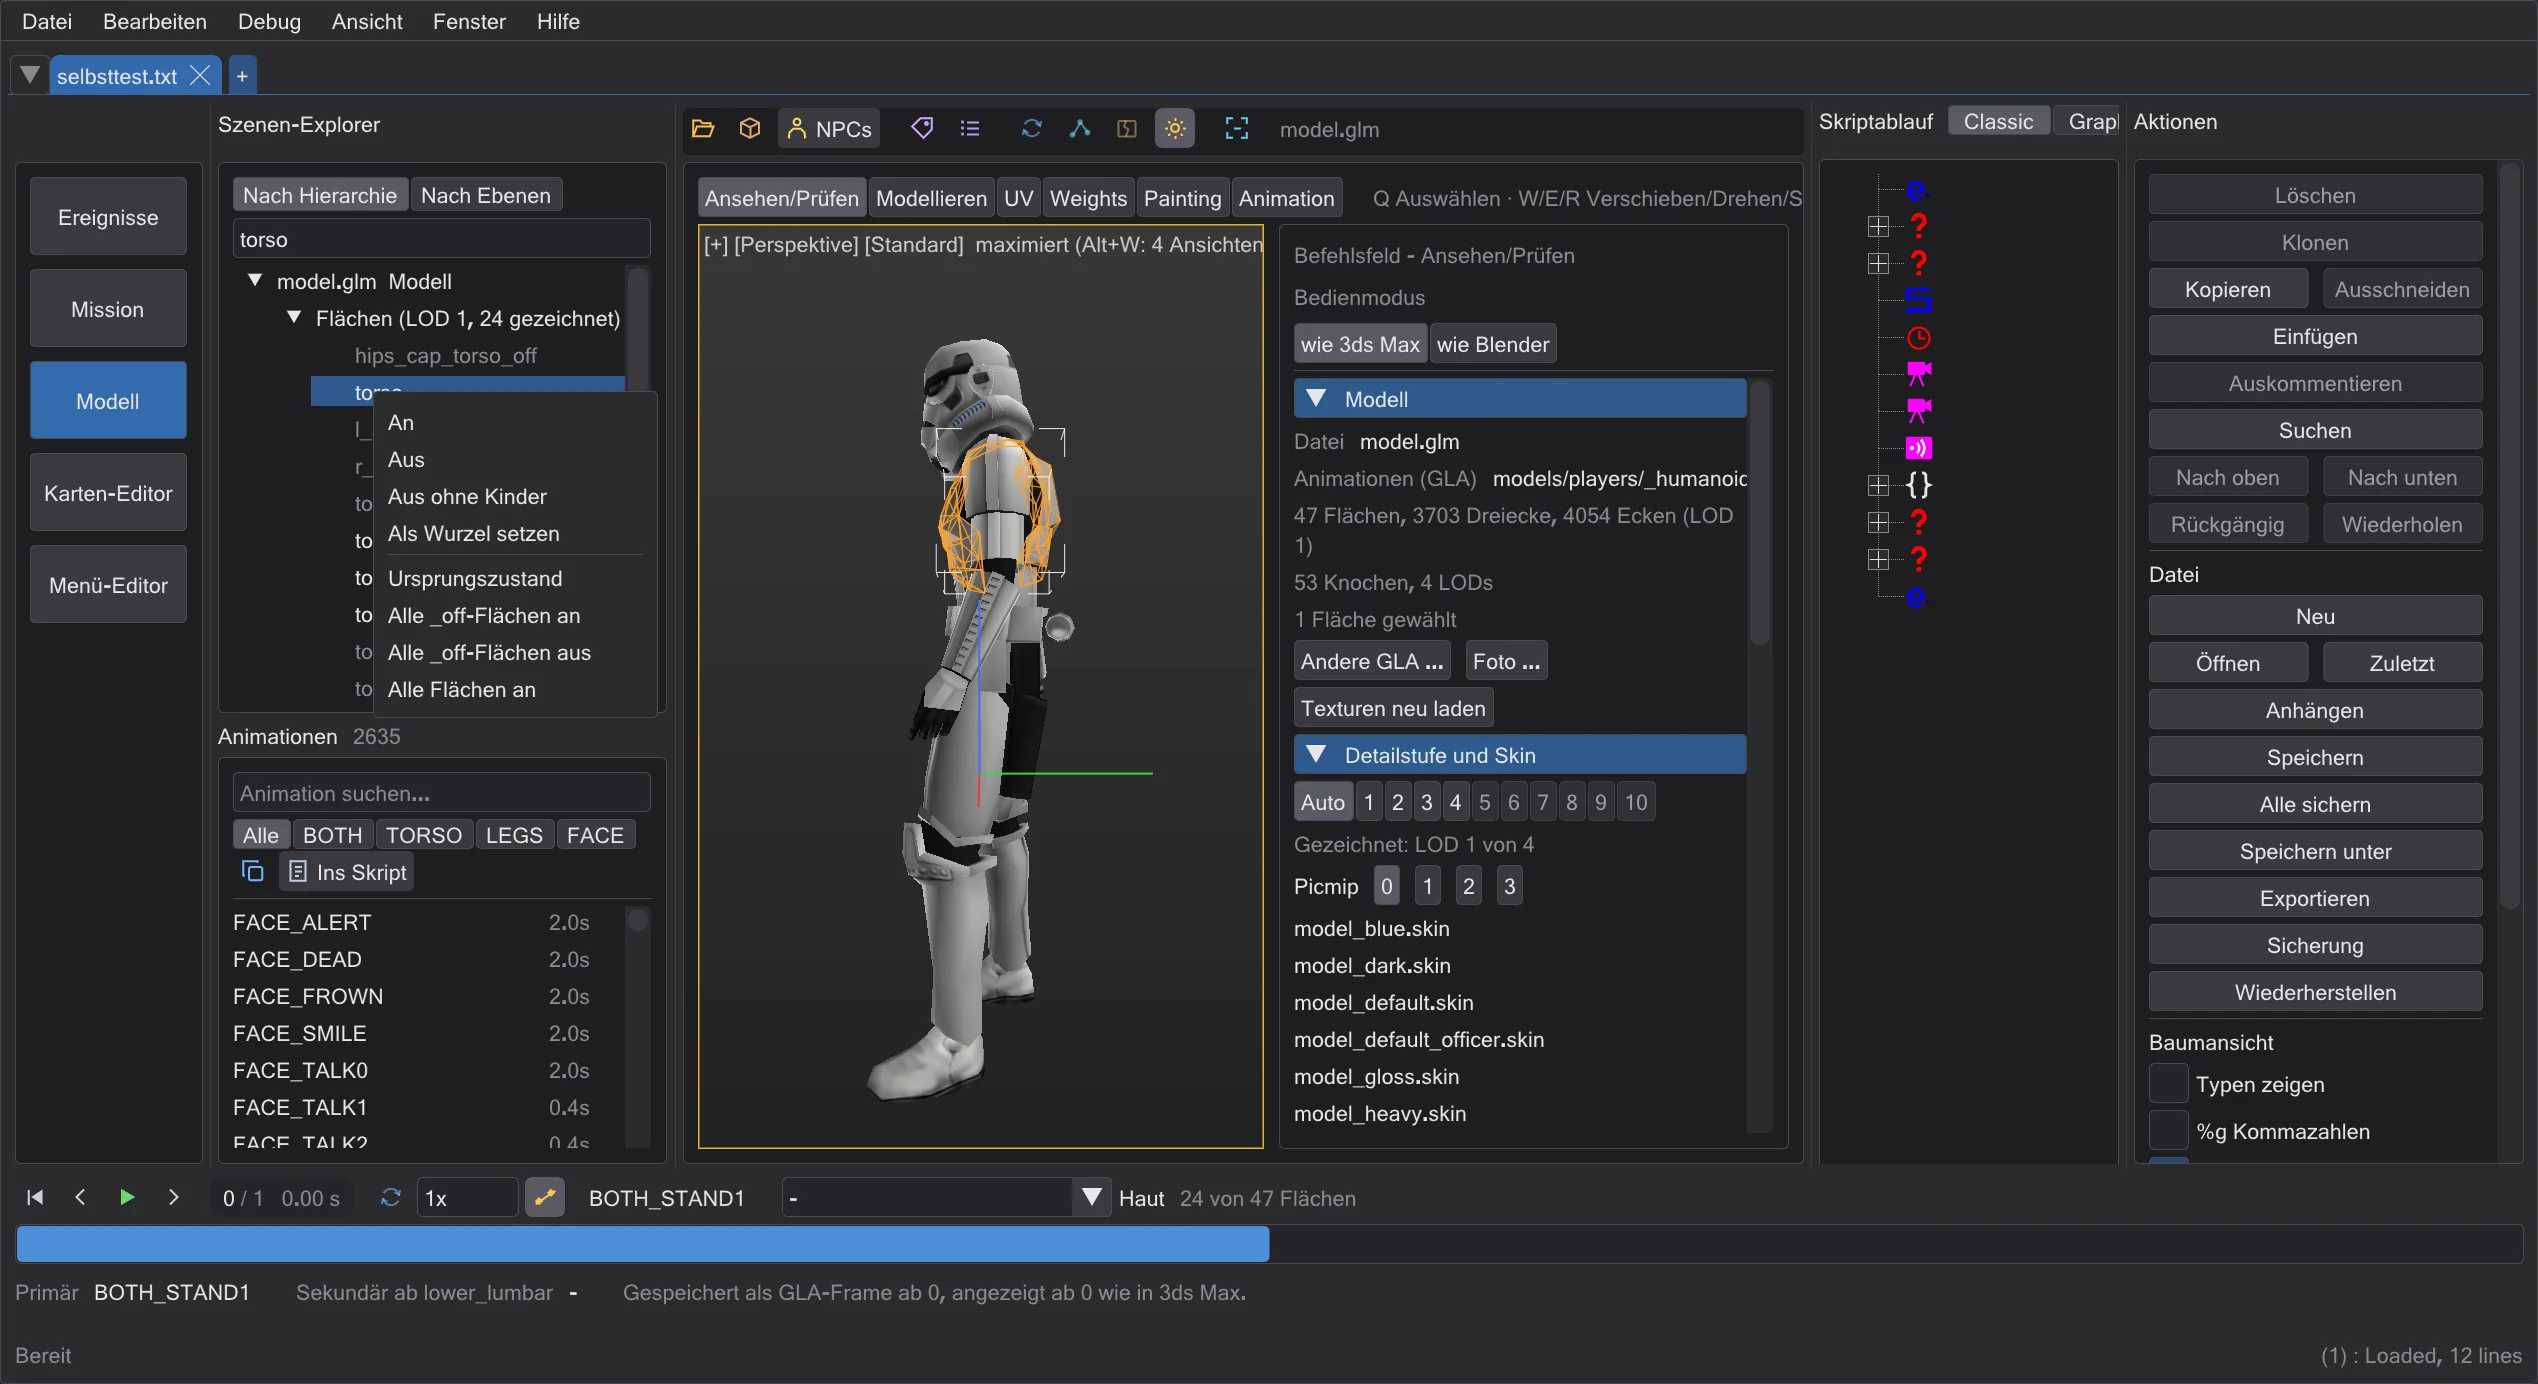 Datei Bearbeiten Debug Ansicht Fenster Hilfe
selbsttest.txt +
Ereignisse
Mission
Modell
Karten-Editor
Menü-Editor
Szenen-Explorer
Nach Hierarchie Nach Ebenen
torso
model.glm Modell
Flächen (LOD 1, 24 gezeichnet)
hips_cap_torso_off
An
Aus
Aus ohne Kinder
Als Wurzel setzen
Ursprungszustand
Alle _off-Flächen an
Alle _off-Flächen aus
Alle Flächen an
Animationen 2635
Animation suchen...
Alle BOTH TORSO LEGS FACE
Ins Skript
FACE_ALERT 2.0s
FACE_DEAD 2.0s
FACE_FROWN 2.0s
FACE_SMILE 2.0s
FACE_TALK0 2.0s
FACE_TALK1 0.4s
FACE_TALK2 0.4s
NPCs model.glm
Ansehen/Prüfen Modellieren UV Weights Painting Animation Q Auswählen · W/E/R Verschieben/Drehen/S
[+] [Perspektive] [Standard] maximiert (Alt+W: 4 Ansichten
Befehlsfeld - Ansehen/Prüfen
Bedienmodus
wie 3ds Max wie Blender
Modell
Datei model.glm
Animationen (GLA) models/players/_humanoid
47 Flächen, 3703 Dreiecke, 4054 Ecken (LOD
1)
53 Knochen, 4 LODs
1 Fläche gewählt
Andere GLA ... Foto ...
Texturen neu laden
Detailstufe und Skin
Auto 1 2 3 4 5 6 7 8 9 10
Gezeichnet: LOD 1 von 4
Picmip 0 1 2 3
model_blue.skin
model_dark.skin
model_default.skin
model_default_officer.skin
model_gloss.skin
model_heavy.skin
Skriptablauf Classic Grap
Aktionen
Löschen
Klonen
Kopieren Ausschneiden
Einfügen
Auskommentieren
Suchen
Nach oben Nach unten
Rückgängig Wiederholen
Datei
Neu
Öffnen Zuletzt
Anhängen
Speichern
Alle sichern
Speichern unter
Exportieren
Sicherung
Wiederherstellen
Baumansicht
Typen zeigen
%g Kommazahlen
0 / 1 0.00 s 1x BOTH_STAND1 - Haut 24 von 47 Flächen
Primär BOTH_STAND1 Sekundär ab lower_lumbar - Gespeichert als GLA-Frame ab 0, angezeigt ab 0 wie in 3ds Max.
Bereit (1) : Loaded, 12 lines